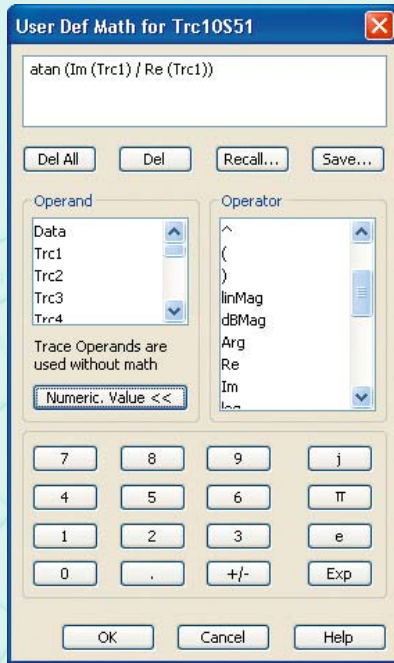 User Def Math for Trc10S51
atan (Im (Trc1) / Re (Trc1))
Del All
Del
Recall...
Save...
Operand
Data
Trc1
Trc2
Trc3
Trc4
Trace Operands are
used without math
Numeric. Value <<
Operator
^
(
)
linMag
dBMag
Arg
Re
Im
log
7 8 9 j
4 5 6 π
1 2 3 e
0 . +/- Exp
OK Cancel Help